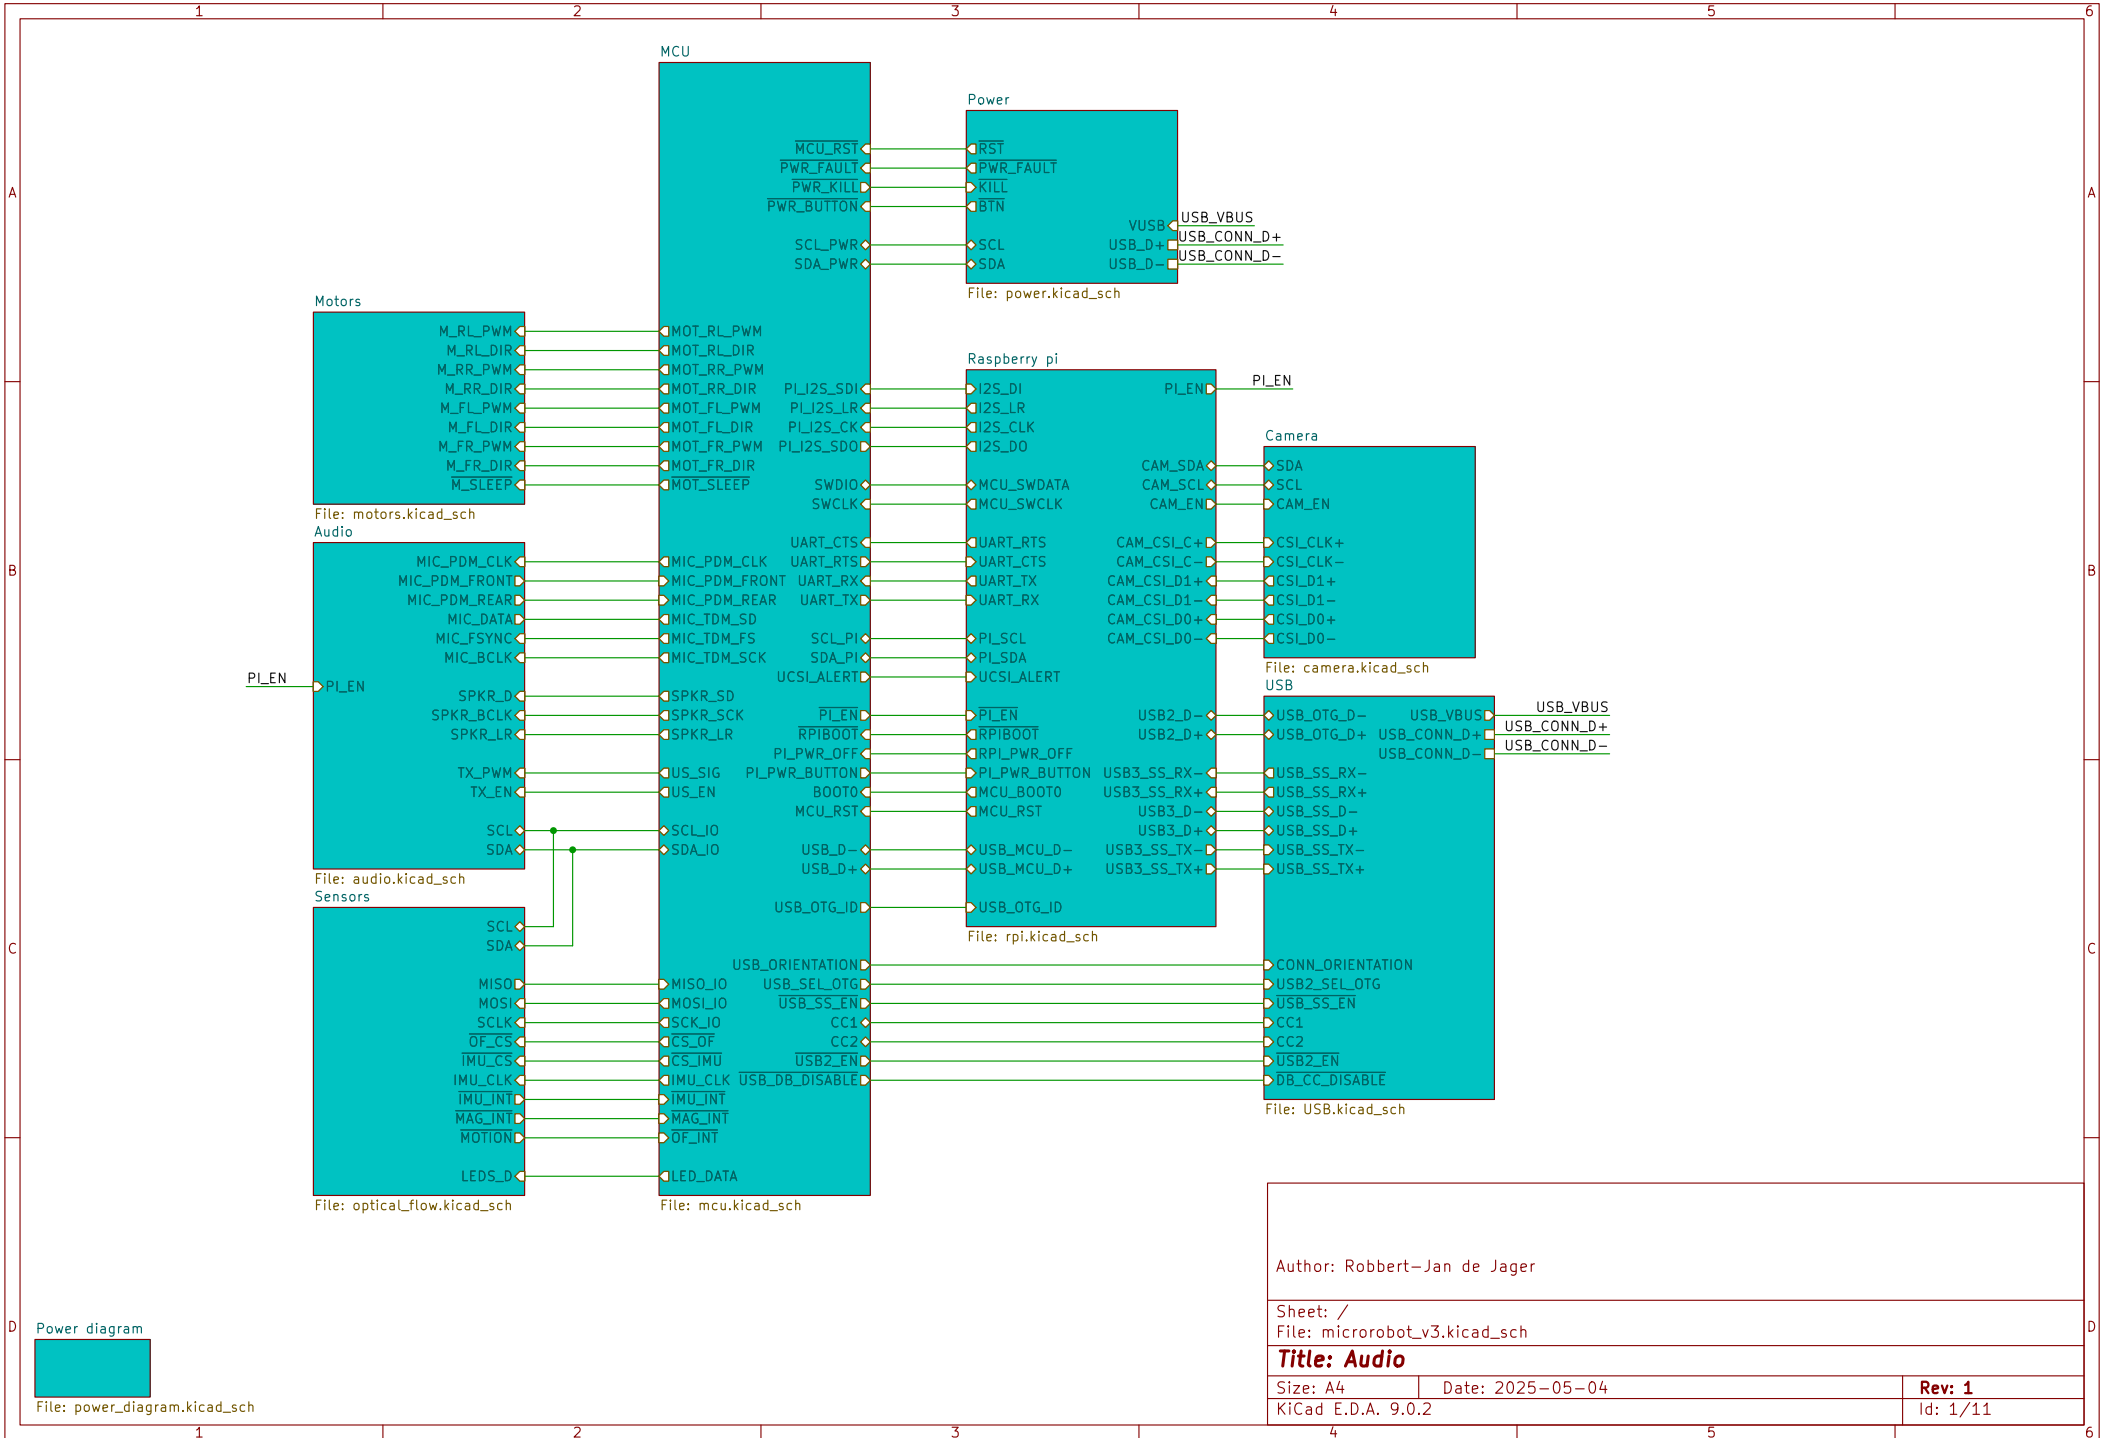 1 2 3 4 5 6
A
B
C
D
A
B
C
D
1 2 3 4 5 6
MCU
MCU_RST
PWR_FAULT
PWR_KILL
PWR_BUTTON
SCL_PWR
SDA_PWR
MOT_RL_PWM
MOT_RL_DIR
MOT_RR_PWM
MOT_RR_DIR PI_I2S_SDI
MOT_FL_PWM PI_I2S_LR
MOT_FL_DIR PI_I2S_CK
MOT_FR_PWM PI_I2S_SDO
MOT_FR_DIR
MOT_SLEEP SWDIO
SWCLK
UART_CTS
MIC_PDM_CLK UART_RTS
MIC_PDM_FRONT UART_RX
MIC_PDM_REAR UART_TX
MIC_TDM_SD
MIC_TDM_FS SCL_PI
MIC_TDM_SCK SDA_PI
UCSI_ALERT
SPKR_SD
SPKR_SCK PI_EN
SPKR_LR RPIBOOT
PI_PWR_OFF
US_SIG PI_PWR_BUTTON
US_EN BOOT0
MCU_RST
SCL_IO
SDA_IO USB_D-
USB_D+
USB_OTG_ID
USB_ORIENTATION
MISO_IO USB_SEL_OTG
MOSI_IO USB_SS_EN
SCK_IO CC1
CS_OF CC2
CS_IMU USB2_EN
IMU_CLK USB_DB_DISABLE
IMU_INT
MAG_INT
OF_INT
LED_DATA
File: mcu.kicad_sch
Power
RST
PWR_FAULT
KILL
BTN
VUSB USB_VBUS
SCL USB_D+ USB_CONN_D+
SDA USB_D- USB_CONN_D-
File: power.kicad_sch
Motors
M_RL_PWM
M_RL_DIR
M_RR_PWM
M_RR_DIR
M_FL_PWM
M_FL_DIR
M_FR_PWM
M_FR_DIR
M_SLEEP
File: motors.kicad_sch
Audio
MIC_PDM_CLK
MIC_PDM_FRONT
MIC_PDM_REAR
MIC_DATA
MIC_FSYNC
MIC_BCLK
PI_EN PI_EN
SPKR_D
SPKR_BCLK
SPKR_LR
TX_PWM
TX_EN
SCL
SDA
File: audio.kicad_sch
Sensors
SCL
SDA
MISO
MOSI
SCLK
OF_CS
IMU_CS
IMU_CLK
IMU_INT
MAG_INT
MOTION
LEDS_D
File: optical_flow.kicad_sch
Raspberry pi
I2S_DI PI_EN PI_EN
I2S_LR
I2S_CLK
I2S_DO
CAM_SDA
MCU_SWDATA CAM_SCL
MCU_SWCLK CAM_EN
UART_RTS CAM_CSI_C+
UART_CTS CAM_CSI_C-
UART_TX CAM_CSI_D1+
UART_RX CAM_CSI_D1-
CAM_CSI_D0+
PI_SCL CAM_CSI_D0-
PI_SDA
UCSI_ALERT
PI_EN USB2_D-
RPIBOOT USB2_D+
RPI_PWR_OFF
PI_PWR_BUTTON USB3_SS_RX-
MCU_BOOT0 USB3_SS_RX+
MCU_RST USB3_D-
USB3_D+
USB_MCU_D- USB3_SS_TX-
USB_MCU_D+ USB3_SS_TX+
USB_OTG_ID
File: rpi.kicad_sch
Camera
SDA
SCL
CAM_EN
CSI_CLK+
CSI_CLK-
CSI_D1+
CSI_D1-
CSI_D0+
CSI_D0-
File: camera.kicad_sch
USB
USB_OTG_D- USB_VBUS USB_VBUS
USB_OTG_D+ USB_CONN_D+ USB_CONN_D+
USB_CONN_D- USB_CONN_D-
USB_SS_RX-
USB_SS_RX+
USB_SS_D-
USB_SS_D+
USB_SS_TX-
USB_SS_TX+
CONN_ORIENTATION
USB2_SEL_OTG
USB_SS_EN
CC1
CC2
USB2_EN
DB_CC_DISABLE
File: USB.kicad_sch
Power diagram
File: power_diagram.kicad_sch
Author: Robbert-Jan de Jager
Sheet: /
File: microrobot_v3.kicad_sch
Title: Audio
Size: A4 Date: 2025-05-04 Rev: 1
KiCad E.D.A. 9.0.2 Id: 1/11